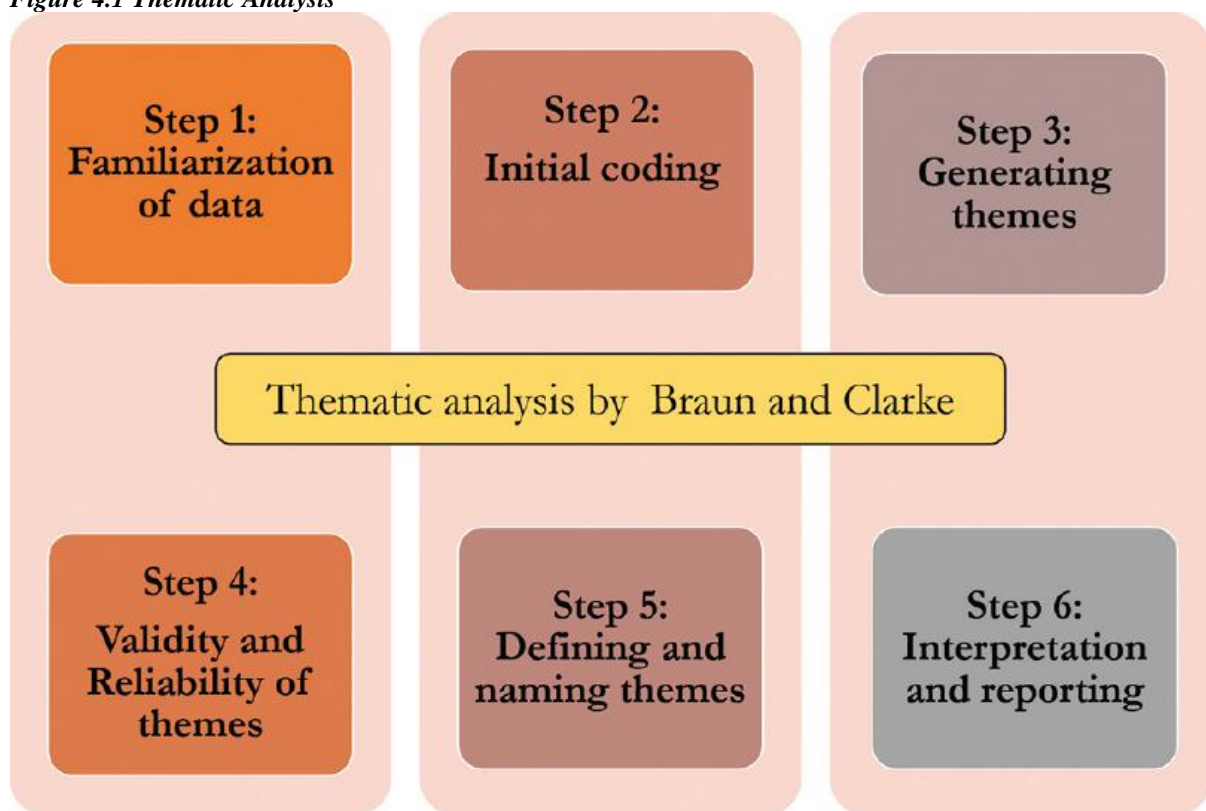 Figure 4.1 Thematic Analysis
Step 1:
Familiarization
of data
Step 2:
Initial coding
Step 3:
Generating
themes
Thematic analysis by Braun and Clarke
Step 4:
Validity and
Reliability of
themes
Step 5:
Defining and
naming themes
Step 6:
Interpretation
and reporting